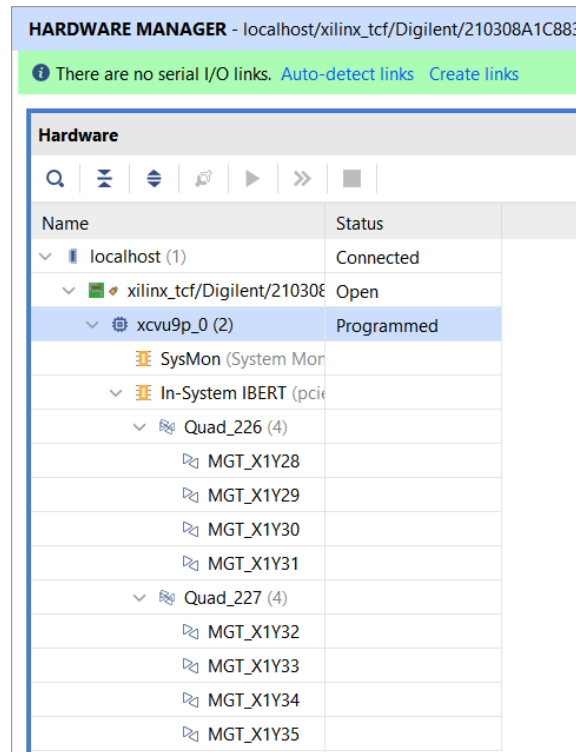 HARDWARE MANAGER - localhost/xilinx_tcf/Digilent/210308A1C883
There are no serial I/O links. Auto-detect links Create links
Hardware
Name Status
localhost (1) Connected
xilinx_tcf/Digilent/210308 Open
xcvu9p_0 (2) Programmed
SysMon (System Mon
In-System IBERT (pcie
Quad_226 (4)
MGT_X1Y28
MGT_X1Y29
MGT_X1Y30
MGT_X1Y31
Quad_227 (4)
MGT_X1Y32
MGT_X1Y33
MGT_X1Y34
MGT_X1Y35